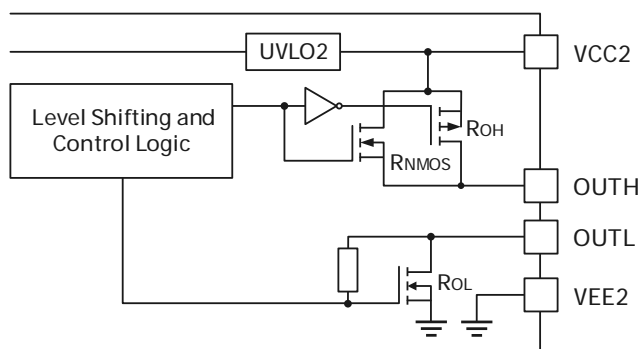 UVLO2
VCC2
Level Shifting and
Control Logic
ROH
RNMOS
OUTH
OUTL
ROL
VEE2